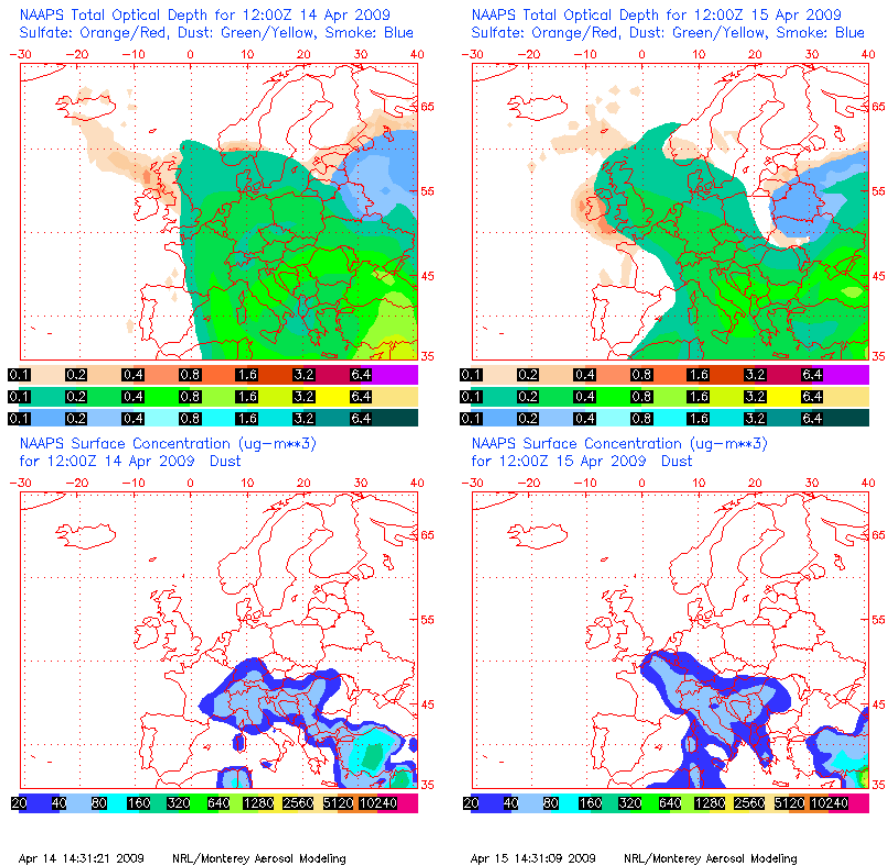 NAAPS Total Optical Depth for 12:00Z 14 Apr 2009
Sulfate: Orange/Red, Dust: Green/Yellow, Smoke: Blue
-30 -20 -10 0 10 20 30 40
65
55
45
35
0.1 0.2 0.4 0.8 1.6 3.2 6.4
0.1 0.2 0.4 0.8 1.6 3.2 6.4
0.1 0.2 0.4 0.8 1.6 3.2 6.4
NAAPS Total Optical Depth for 12:00Z 15 Apr 2009
Sulfate: Orange/Red, Dust: Green/Yellow, Smoke: Blue
-30 -20 -10 0 10 20 30 40
65
55
45
35
0.1 0.2 0.4 0.8 1.6 3.2 6.4
0.1 0.2 0.4 0.8 1.6 3.2 6.4
0.1 0.2 0.4 0.8 1.6 3.2 6.4
NAAPS Surface Concentration (ug-m**3)
for 12:00Z 14 Apr 2009 Dust
-30 -20 -10 0 10 20 30 40
65
55
45
35
20 40 80 160 320 640 1280 2560 5120 10240
Apr 14 14:31:21 2009 NRL/Monterey Aerosol Modeling
NAAPS Surface Concentration (ug-m**3)
for 12:00Z 15 Apr 2009 Dust
-30 -20 -10 0 10 20 30 40
65
55
45
35
20 40 80 160 320 640 1280 2560 5120 10240
Apr 15 14:31:09 2009 NRL/Monterey Aerosol Modeling